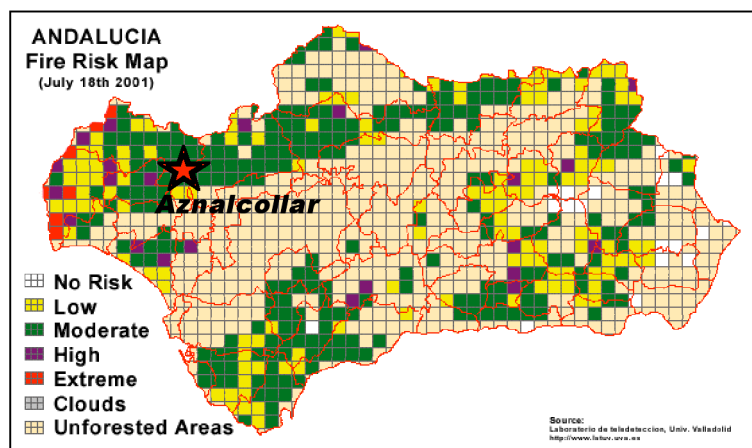 ANDALUCIA
Fire Risk Map
(July 18th 2001)
Aznalcollar
No Risk
Low
Moderate
High
Extreme
Clouds
Unforested Areas
Source:
Laboratorio de teledeteccion, Univ. Valladolid
http://www.latuv.uva.es